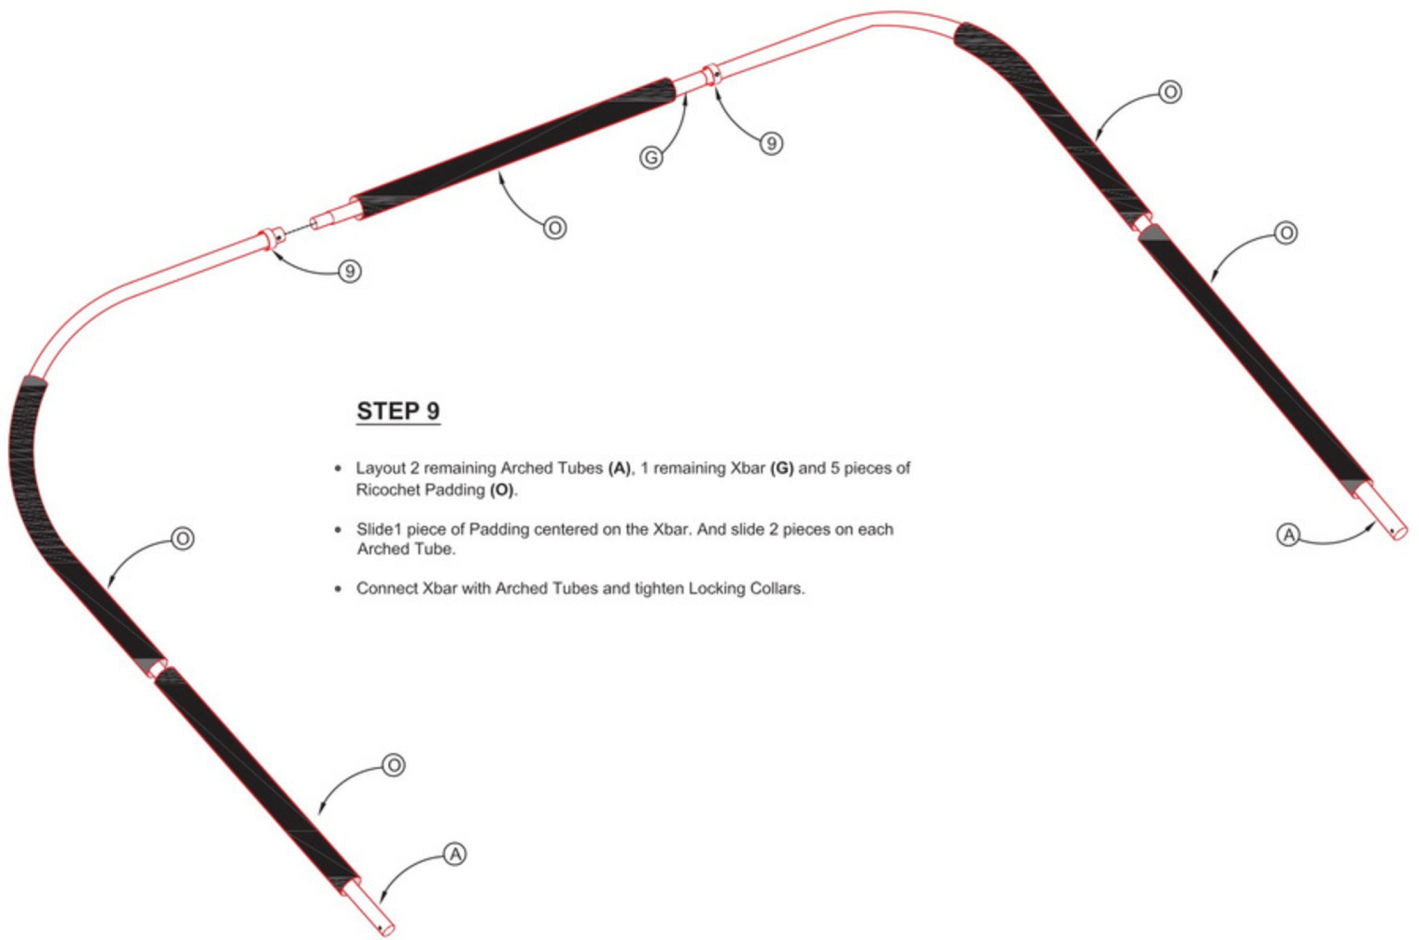 O
G
9
O
O
9
STEP 9
• Layout 2 remaining Arched Tubes (A), 1 remaining Xbar (G) and 5 pieces of
Ricochet Padding (O).
• Slide1 piece of Padding centered on the Xbar. And slide 2 pieces on each
Arched Tube.
• Connect Xbar with Arched Tubes and tighten Locking Collars.
A
O
O
A